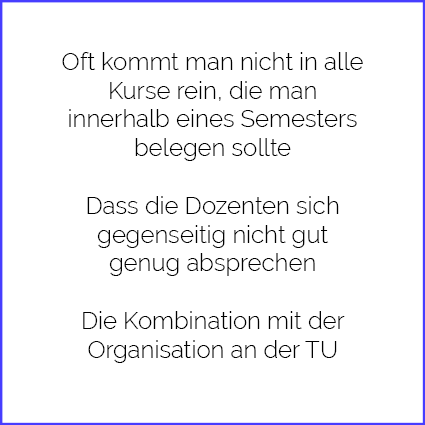 Oft kommt man nicht in alle
Kurse rein, die man
innerhalb eines Semesters
belegen sollte
Dass die Dozenten sich
gegenseitig nicht gut
genug absprechen
Die Kombination mit der
Organisation an der TU